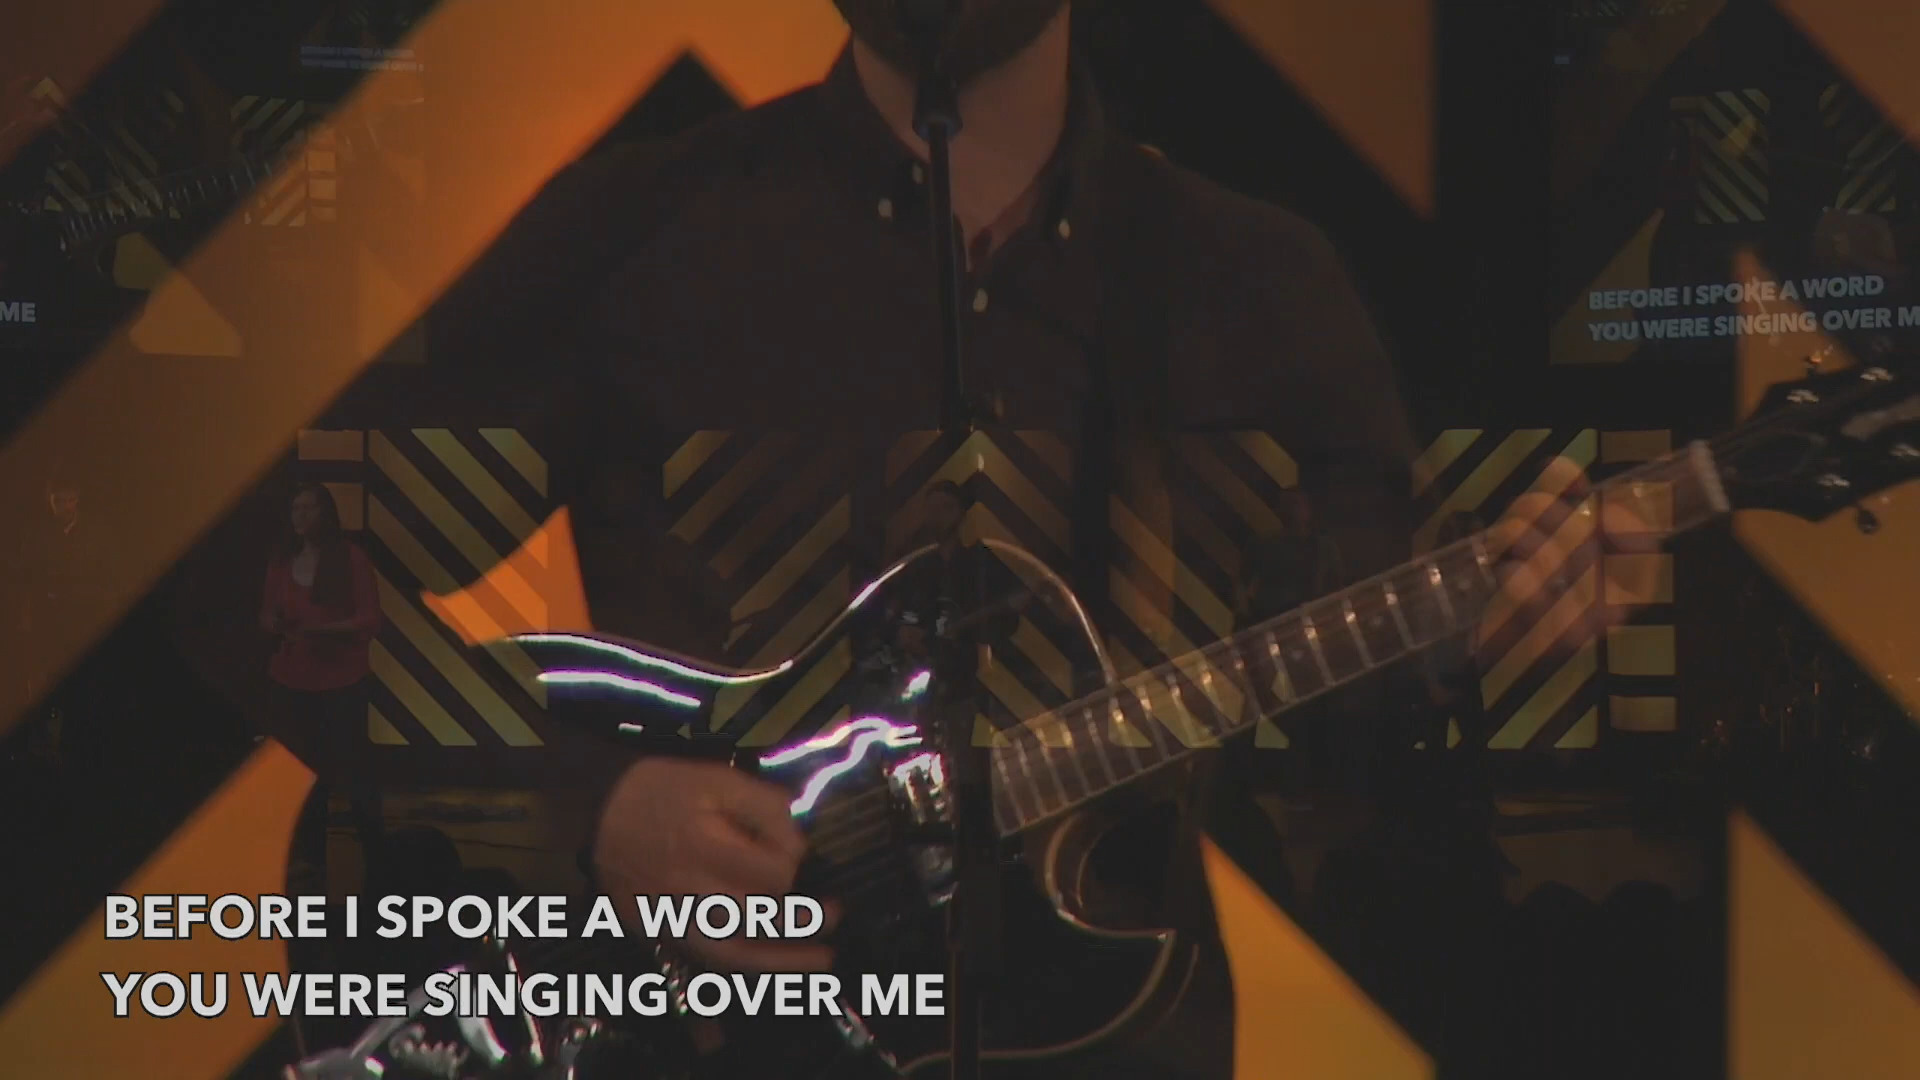 ME
BEFORE I SPOKE A WORD
YOU WERE SINGING OVER M
BEFORE I SPOKE A WORD
YOU WERE SINGING OVER ME